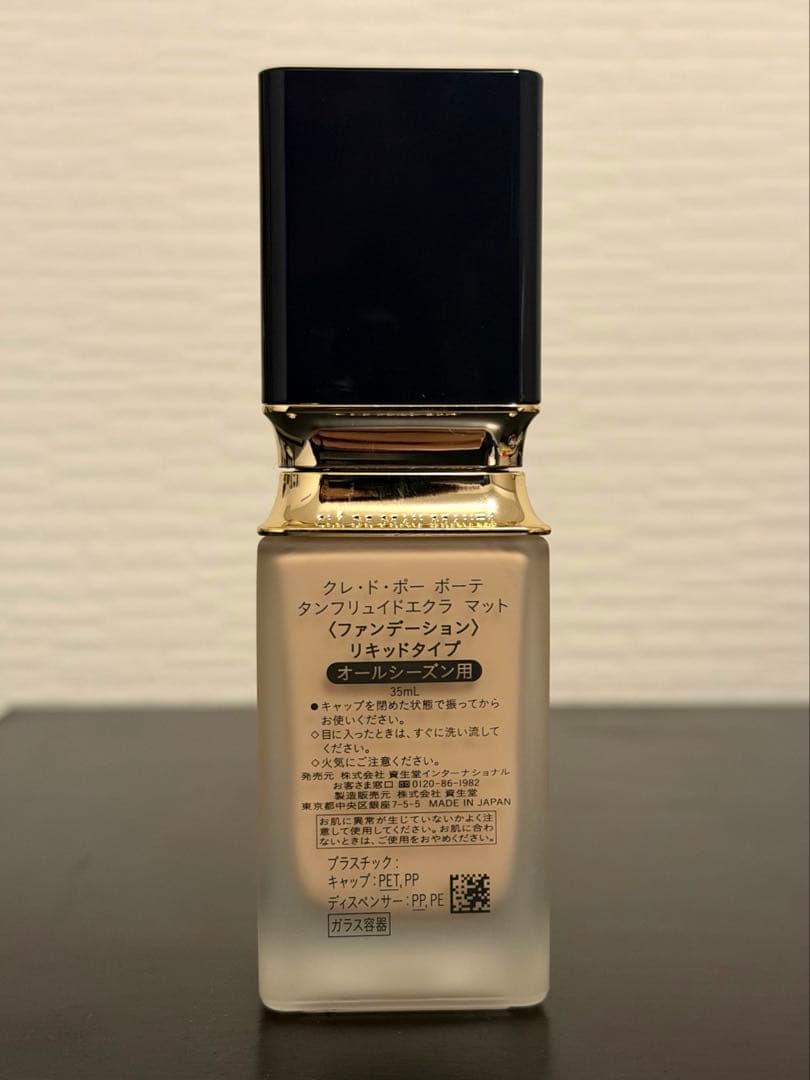 クレ・ド・ポー ボーテ
タンフリュイドエクラ マット
〈ファンデーション〉
リキッドタイプ
オールシーズン用
35mL
●キャップを閉めた状態で振ってから
お使いください。
◇目に入ったときは、すぐに洗い流して
ください。
◇火気にご注意ください。
発売元 株式会社 資生堂インターナショナル
お客さま窓口 0120-86-1982
製造販売元 株式会社 資生堂
東京都中央区銀座7-5-5 MADE IN JAPAN
お肌に異常が生じていないかよく注
意して使用してください。お肌に合わ
ないときは、ご使用をおやめください。
プラスチック:
キャップ:PET,PP
ディスペンサー:PP,PE
ガラス容器